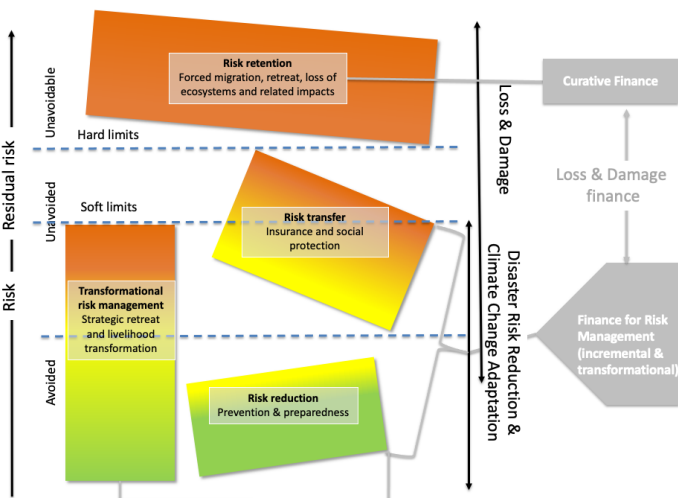 Risk retention
Forced migration, retreat, loss of
ecosystems and related impacts
Curative Finance
Unavoidable
Hard limits
Loss & Damage
Residual risk
Loss & Damage
finance
Unavoided
Soft limits
Risk transfer
Insurance and social
protection
Transformational
risk management
Strategic retreat
and livelihood
transformation
Risk
Disaster Risk Reduction &
Climate Change Adaptation
Finance for Risk
Management
(incremental &
transformational)
Avoided
Risk reduction
Prevention & preparedness